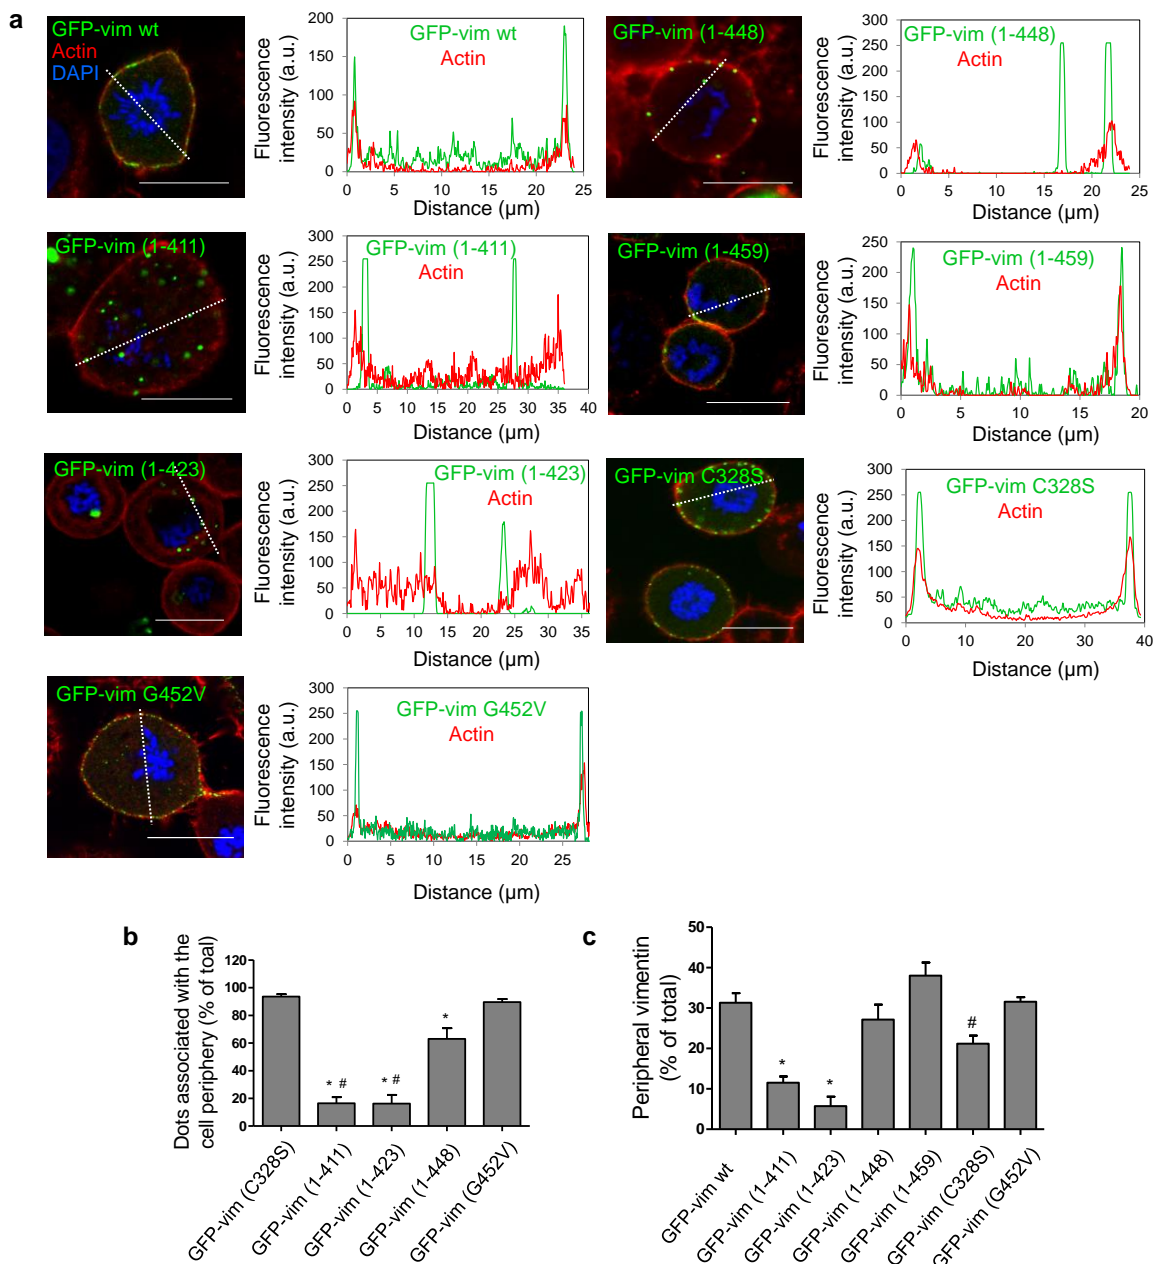 a
GFP-vim wt
Actin
DAPI
Fluorescence
intensity (a.u.)
200
150
100
50
0
GFP-vim wt
Actin
0 5 10 15 20 25
Distance (µm)
GFP-vim (1-448)
Fluorescence
intensity (a.u.)
300
250
200
150
100
50
0
GFP-vim (1-448)
Actin
0 5 10 15 20 25
Distance (µm)
GFP-vim (1-411)
Fluorescence
intensity (a.u.)
300
250
200
150
100
50
0
GFP-vim (1-411)
Actin
0 5 10 15 20 25 30 35 40
Distance (µm)
GFP-vim
(1-459)
Fluorescence
intensity (a.u.)
250
200
150
100
50
0
GFP-vim (1-459)
Actin
0 5 10 15 20
Distance (µm)
GFP-vim (1-423)
Fluorescence
intensity (a.u.)
300
250
200
150
100
50
0
GFP-vim (1-423)
Actin
0 5 10 15 20 25 30 35
Distance (µm)
GFP-vim C328S
Fluorescence
intensity (a.u.)
300
250
200
150
100
50
0
GFP-vim C328S
Actin
0 10 20 30 40
Distance (µm)
GFP-vim G452V
Fluorescence
intensity (a.u.)
300
250
200
150
100
50
0
GFP-vim G452V
Actin
0 5 10 15 20 25
Distance (µm)
b
Dots associated with the
cell periphery (% of toal)
120
100
80
60
40
20
0
* #
* #
*
GFP-vim (C328S)
GFP-vim (1-411)
GFP-vim (1-423)
GFP-vim (1-448)
GFP-vim (G452V)
c
Peripheral vimentin
(% of total)
50
40
30
20
10
0
*
*
#
GFP-vim wt
GFP-vim (1-411)
GFP-vim (1-423)
GFP-vim (1-448)
GFP-vim (1-459)
GFP-vim (C328S)
GFP-vim (G452V)